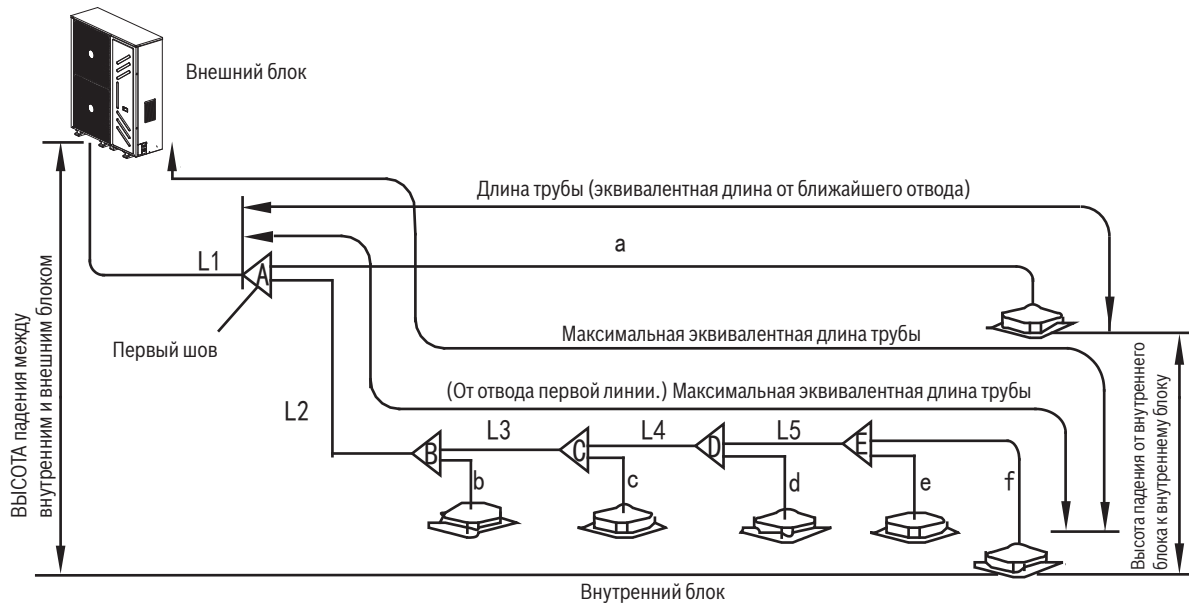 Внешний блок
Длина трубы (эквивалентная длина от ближайшего отвода)
a
L1
A
Первый шов
Максимальная эквивалентная длина трубы
(От отвода первой линии.) Максимальная эквивалентная длина трубы
L2
L3
L4
L5
B
C
D
E
b
c
d
e
f
ВЫСОТА падения между
внутренним и внешним блоком
Высота падения от внутреннего
блока к внутреннему блоку
Внутренний блок